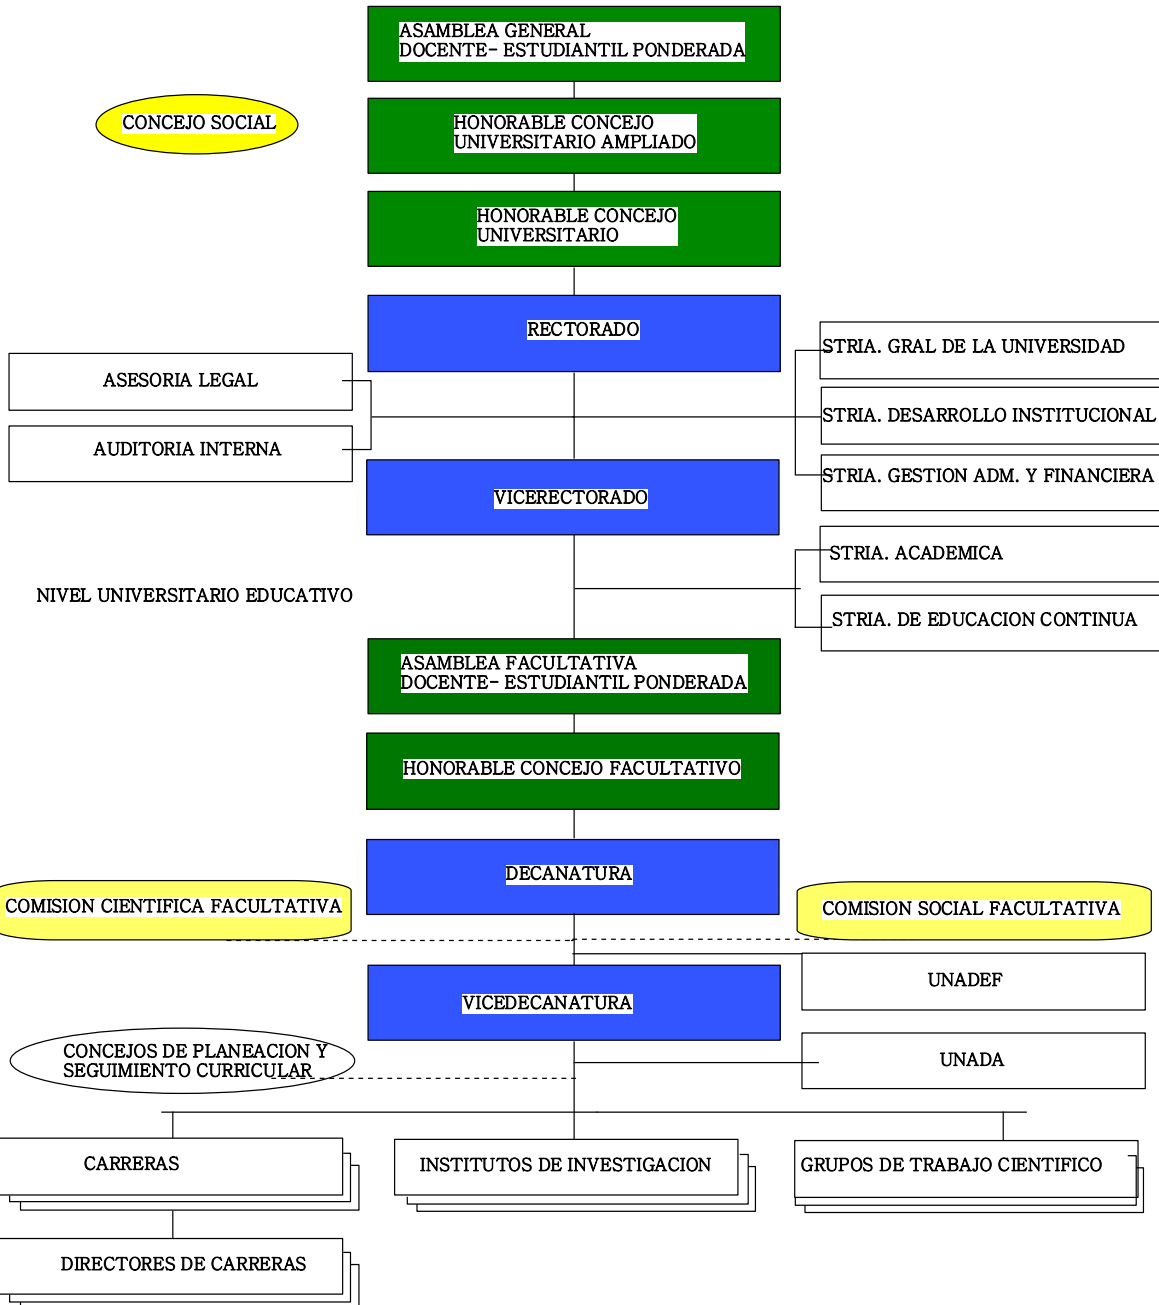 ASAMBLEA GENERAL
DOCENTE- ESTUDIANTIL PONDERADA
CONCEJO SOCIAL
HONORABLE CONCEJO
UNIVERSITARIO AMPLIADO
HONORABLE CONCEJO
UNIVERSITARIO
RECTORADO
STRIA. GRAL DE LA UNIVERSIDAD
ASESORIA LEGAL
STRIA. DESARROLLO INSTITUCIONAL
AUDITORIA INTERNA
STRIA. GESTION ADM. Y FINANCIERA
VICERECTORADO
STRIA. ACADEMICA
NIVEL UNIVERSITARIO EDUCATIVO
STRIA. DE EDUCACION CONTINUA
ASAMBLEA FACULTATIVA
DOCENTE- ESTUDIANTIL PONDERADA
HONORABLE CONCEJO FACULTATIVO
DECANATURA
COMISION CIENTIFICA FACULTATIVA
COMISION SOCIAL FACULTATIVA
UNADEF
VICEDECANATURA
CONCEJOS DE PLANEACION Y
SEGUIMIENTO CURRICULAR
UNADA
CARRERAS
INSTITUTOS DE INVESTIGACION
GRUPOS DE TRABAJO CIENTIFICO
DIRECTORES DE CARRERAS